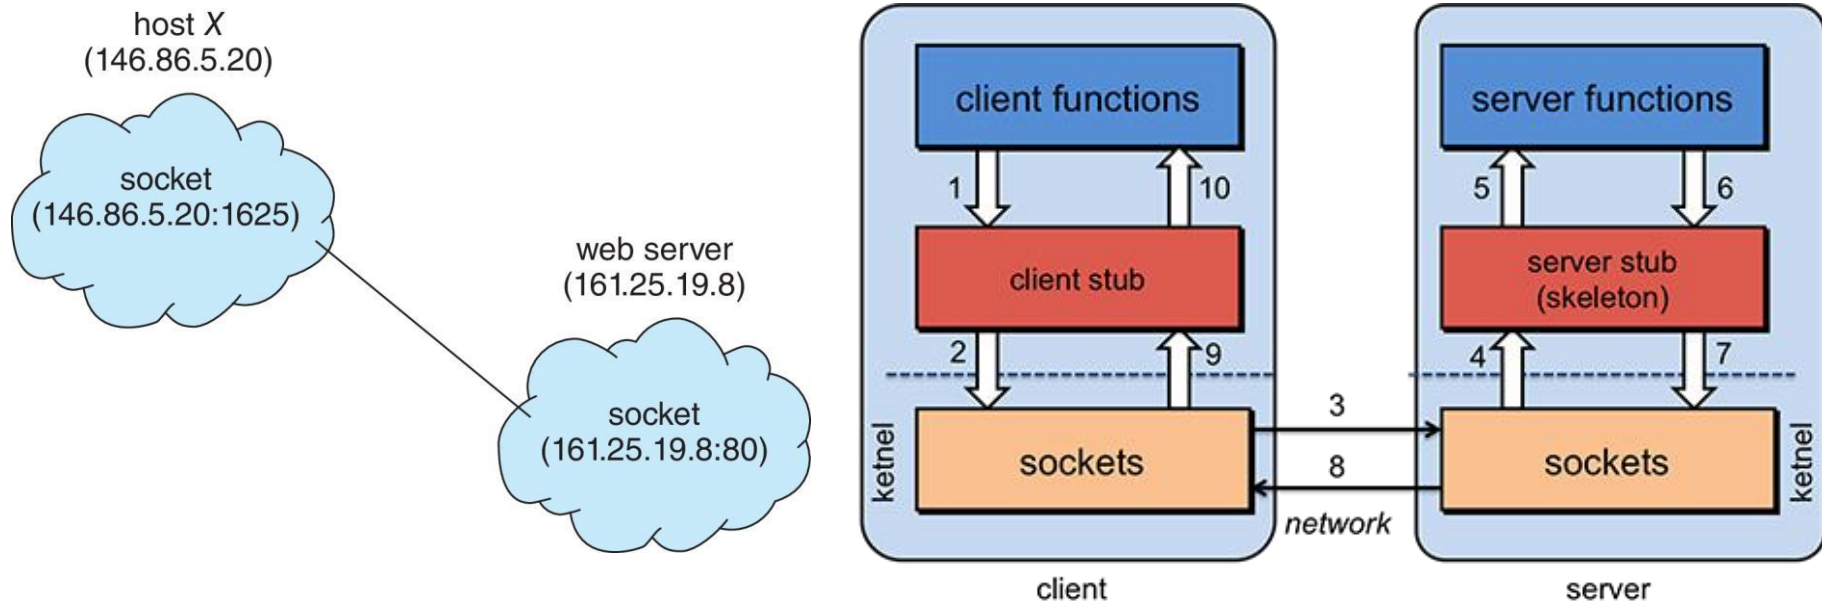 host X
(146.86.5.20)
socket
(146.86.5.20:1625)
web server
(161.25.19.8)
socket
(161.25.19.8:80)
client functions
1
10
client stub
2
9
ketnel
sockets
client
3
8
network
server functions
5
6
server stub
(skeleton)
4
7
sockets
ketnel
server